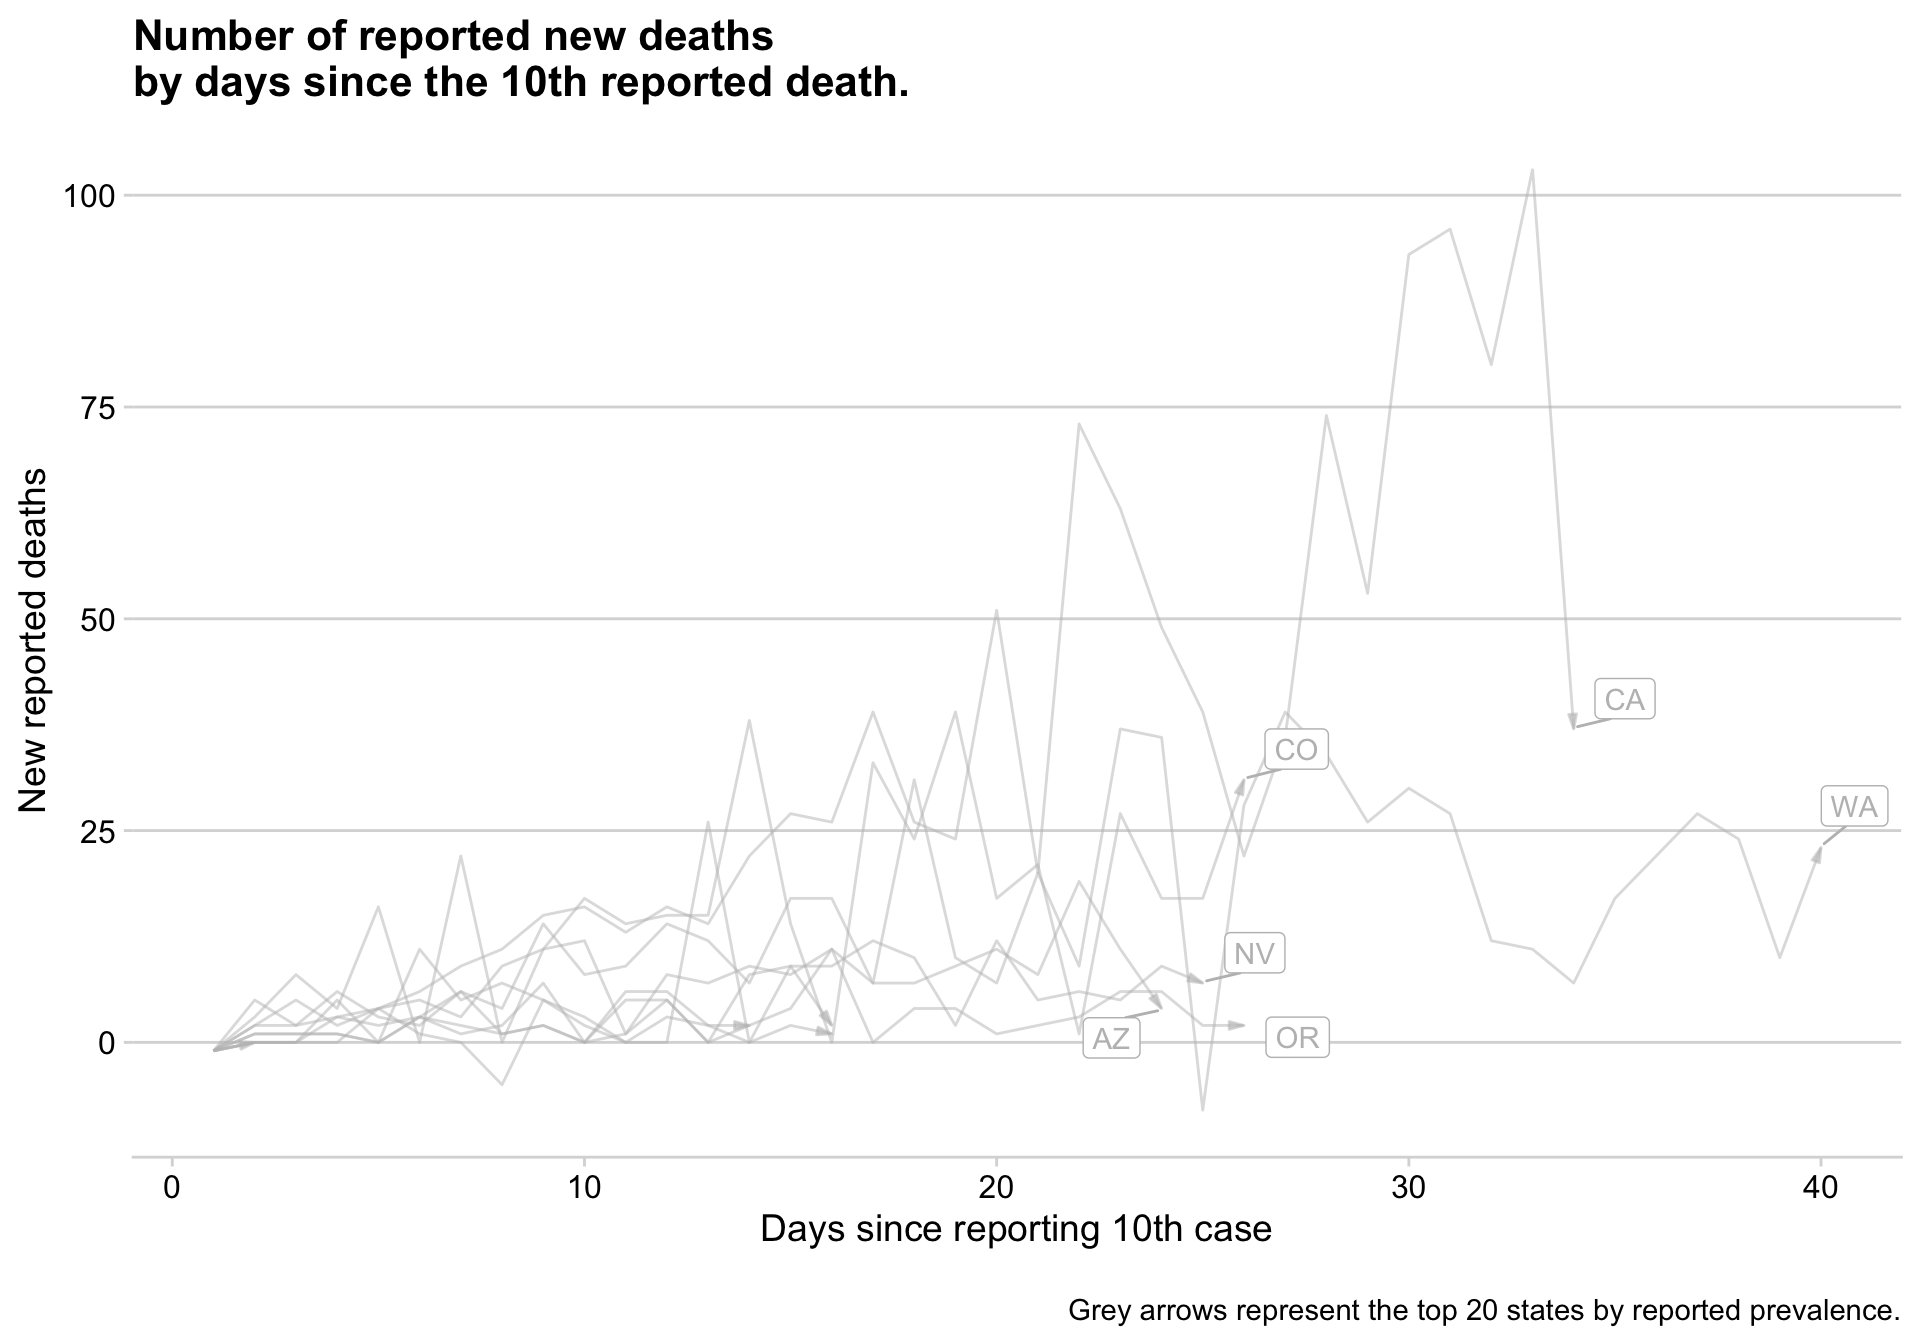 Number of reported new deaths
by days since the 10th reported death.
100
75
50
25
0
New reported deaths
CA
CO
WA
NV
AZ
OR
0 10 20 30 40
Days since reporting 10th case
Grey arrows represent the top 20 states by reported prevalence.